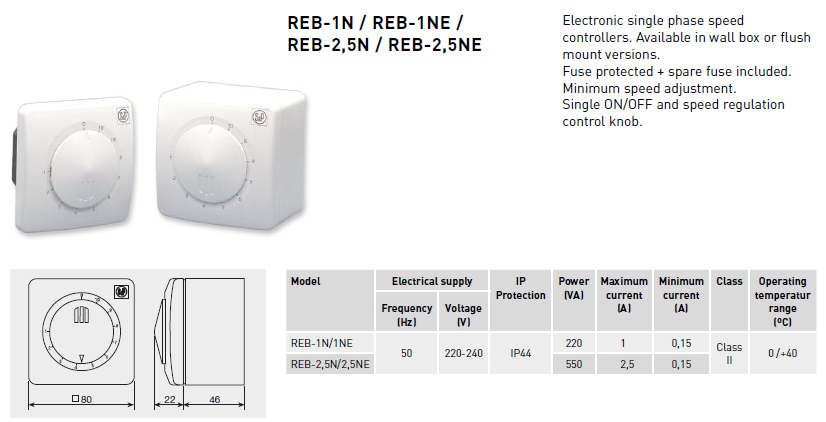 REB-1N / REB-1NE /
REB-2,5N / REB-2,5NE
Electronic single phase speed
controllers. Available in wall box or flush
mount versions.
Fuse protected + spare fuse included.
Minimum speed adjustment.
Single ON/OFF and speed regulation
control knob.
80
22
46
Model
Electrical supply
IP
Protection
Power
(VA)
Maximum
current
(A)
Minimum
current
(A)
Class
Operating
temperatur
range
(ºC)
Frequency
(Hz)
Voltage
(V)
REB-1N/1NE
50
220-240
IP44
220
1
0,15
Class
II
0/+40
REB-2,5N/2,5NE
550
2,5
0,15